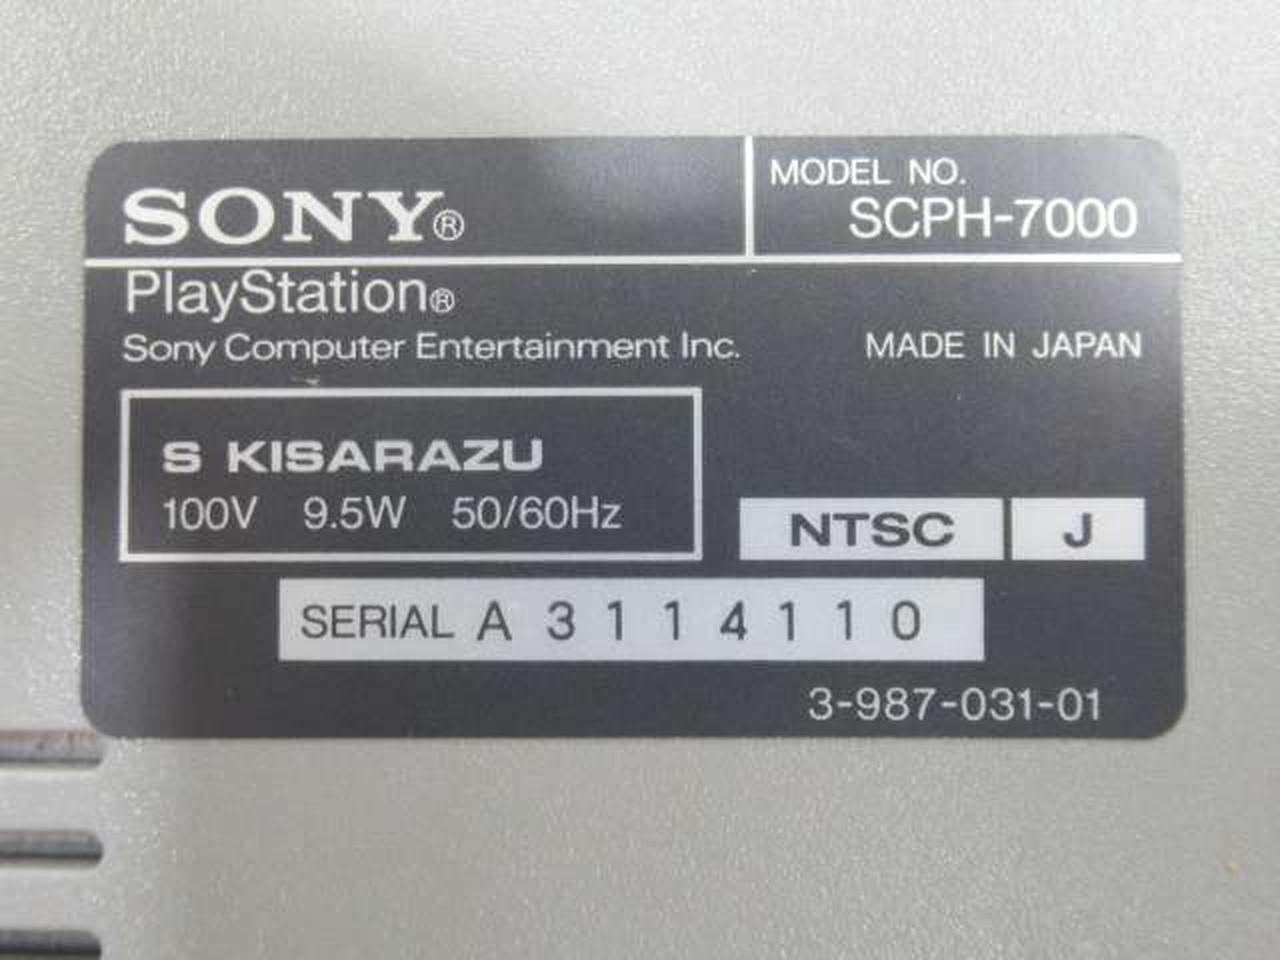 SONY®
MODEL NO.
SCPH-7000
PlayStation®
Sony Computer Entertainment Inc.
MADE IN JAPAN
S KISARAZU
100V 9.5W 50/60Hz
NTSC J
SERIAL A 3 1 1 4 1 1 0
3-987-031-01